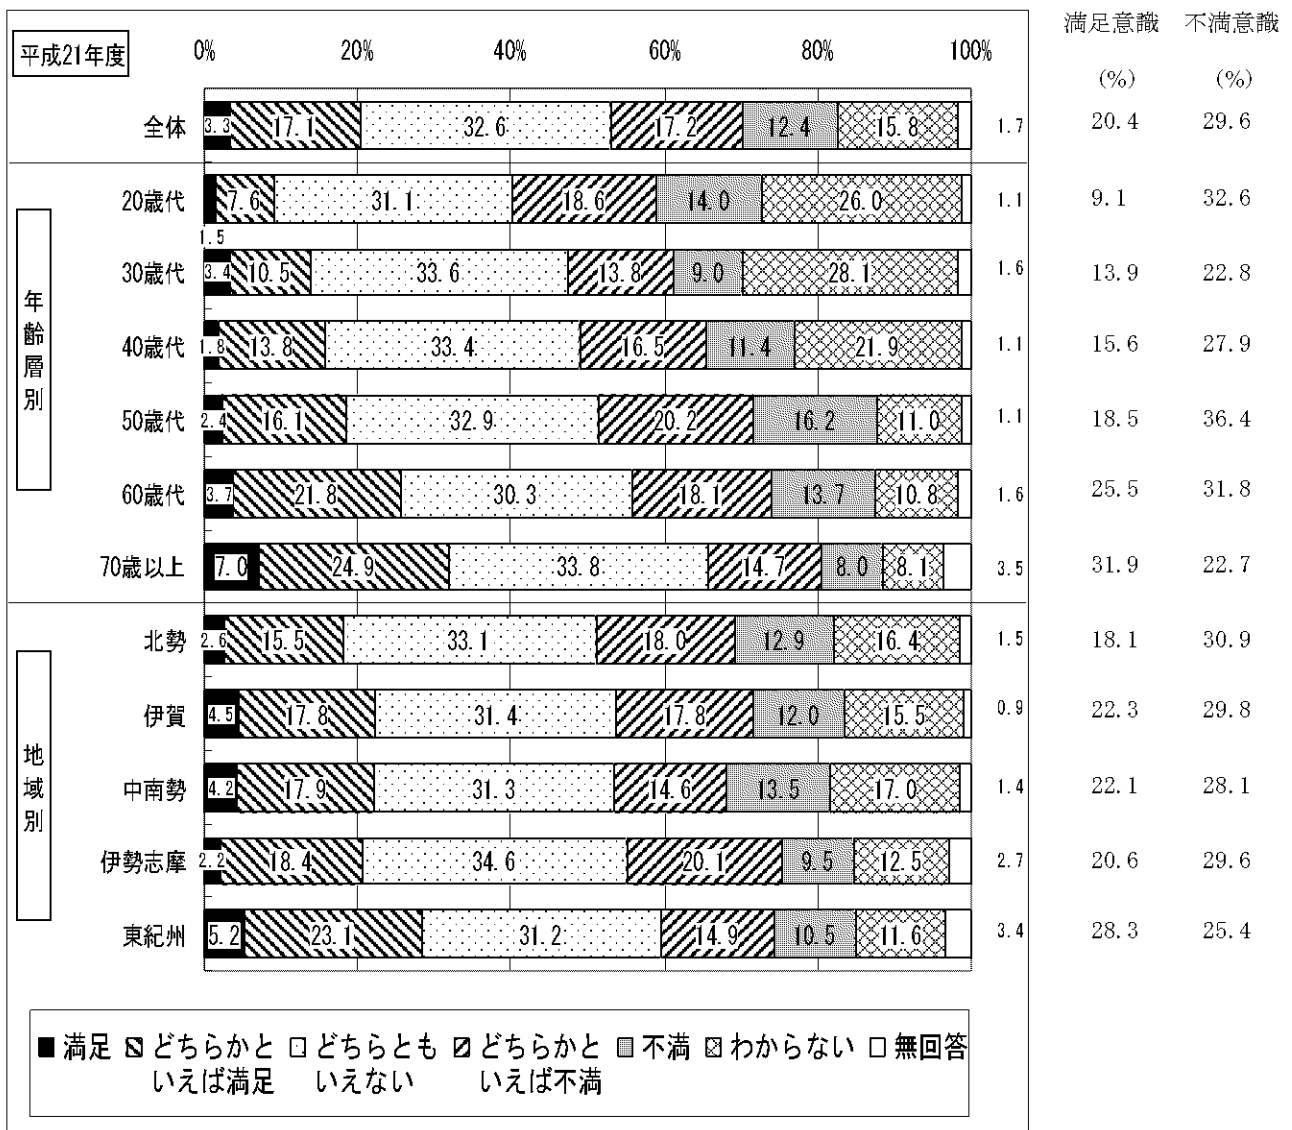 満足意識 不満意識
平成21年度 0% 20% 40% 60% 80% 100%
(%) (%)
全体 3.3 17.1 32.6 17.2 12.4 15.8 1.7 20.4 29.6
年齢層別
20歳代 1.5 7.6 31.1 18.6 14.0 26.0 1.1 9.1 32.6
30歳代 3.4 10.5 33.6 13.8 9.0 28.1 1.6 13.9 22.8
40歳代 1.8 13.8 33.4 16.5 11.4 21.9 1.1 15.6 27.9
50歳代 2.4 16.1 32.9 20.2 16.2 11.0 1.1 18.5 36.4
60歳代 3.7 21.8 30.3 18.1 13.7 10.8 1.6 25.5 31.8
70歳以上 7.0 24.9 33.8 14.7 8.0 8.1 3.5 31.9 22.7
地域別
北勢 2.6 15.5 33.1 18.0 12.9 16.4 1.5 18.1 30.9
伊賀 4.5 17.8 31.4 17.8 12.0 15.5 0.9 22.3 29.8
中南勢 4.2 17.9 31.3 14.6 13.5 17.0 1.4 22.1 28.1
伊勢志摩 2.2 18.4 34.6 20.1 9.5 12.5 2.7 20.6 29.6
東紀州 5.2 23.1 31.2 14.9 10.5 11.6 3.4 28.3 25.4
満足 どちらかと どちらとも どちらかと 不満 わからない 無回答
いえば満足 いえない いえば不満